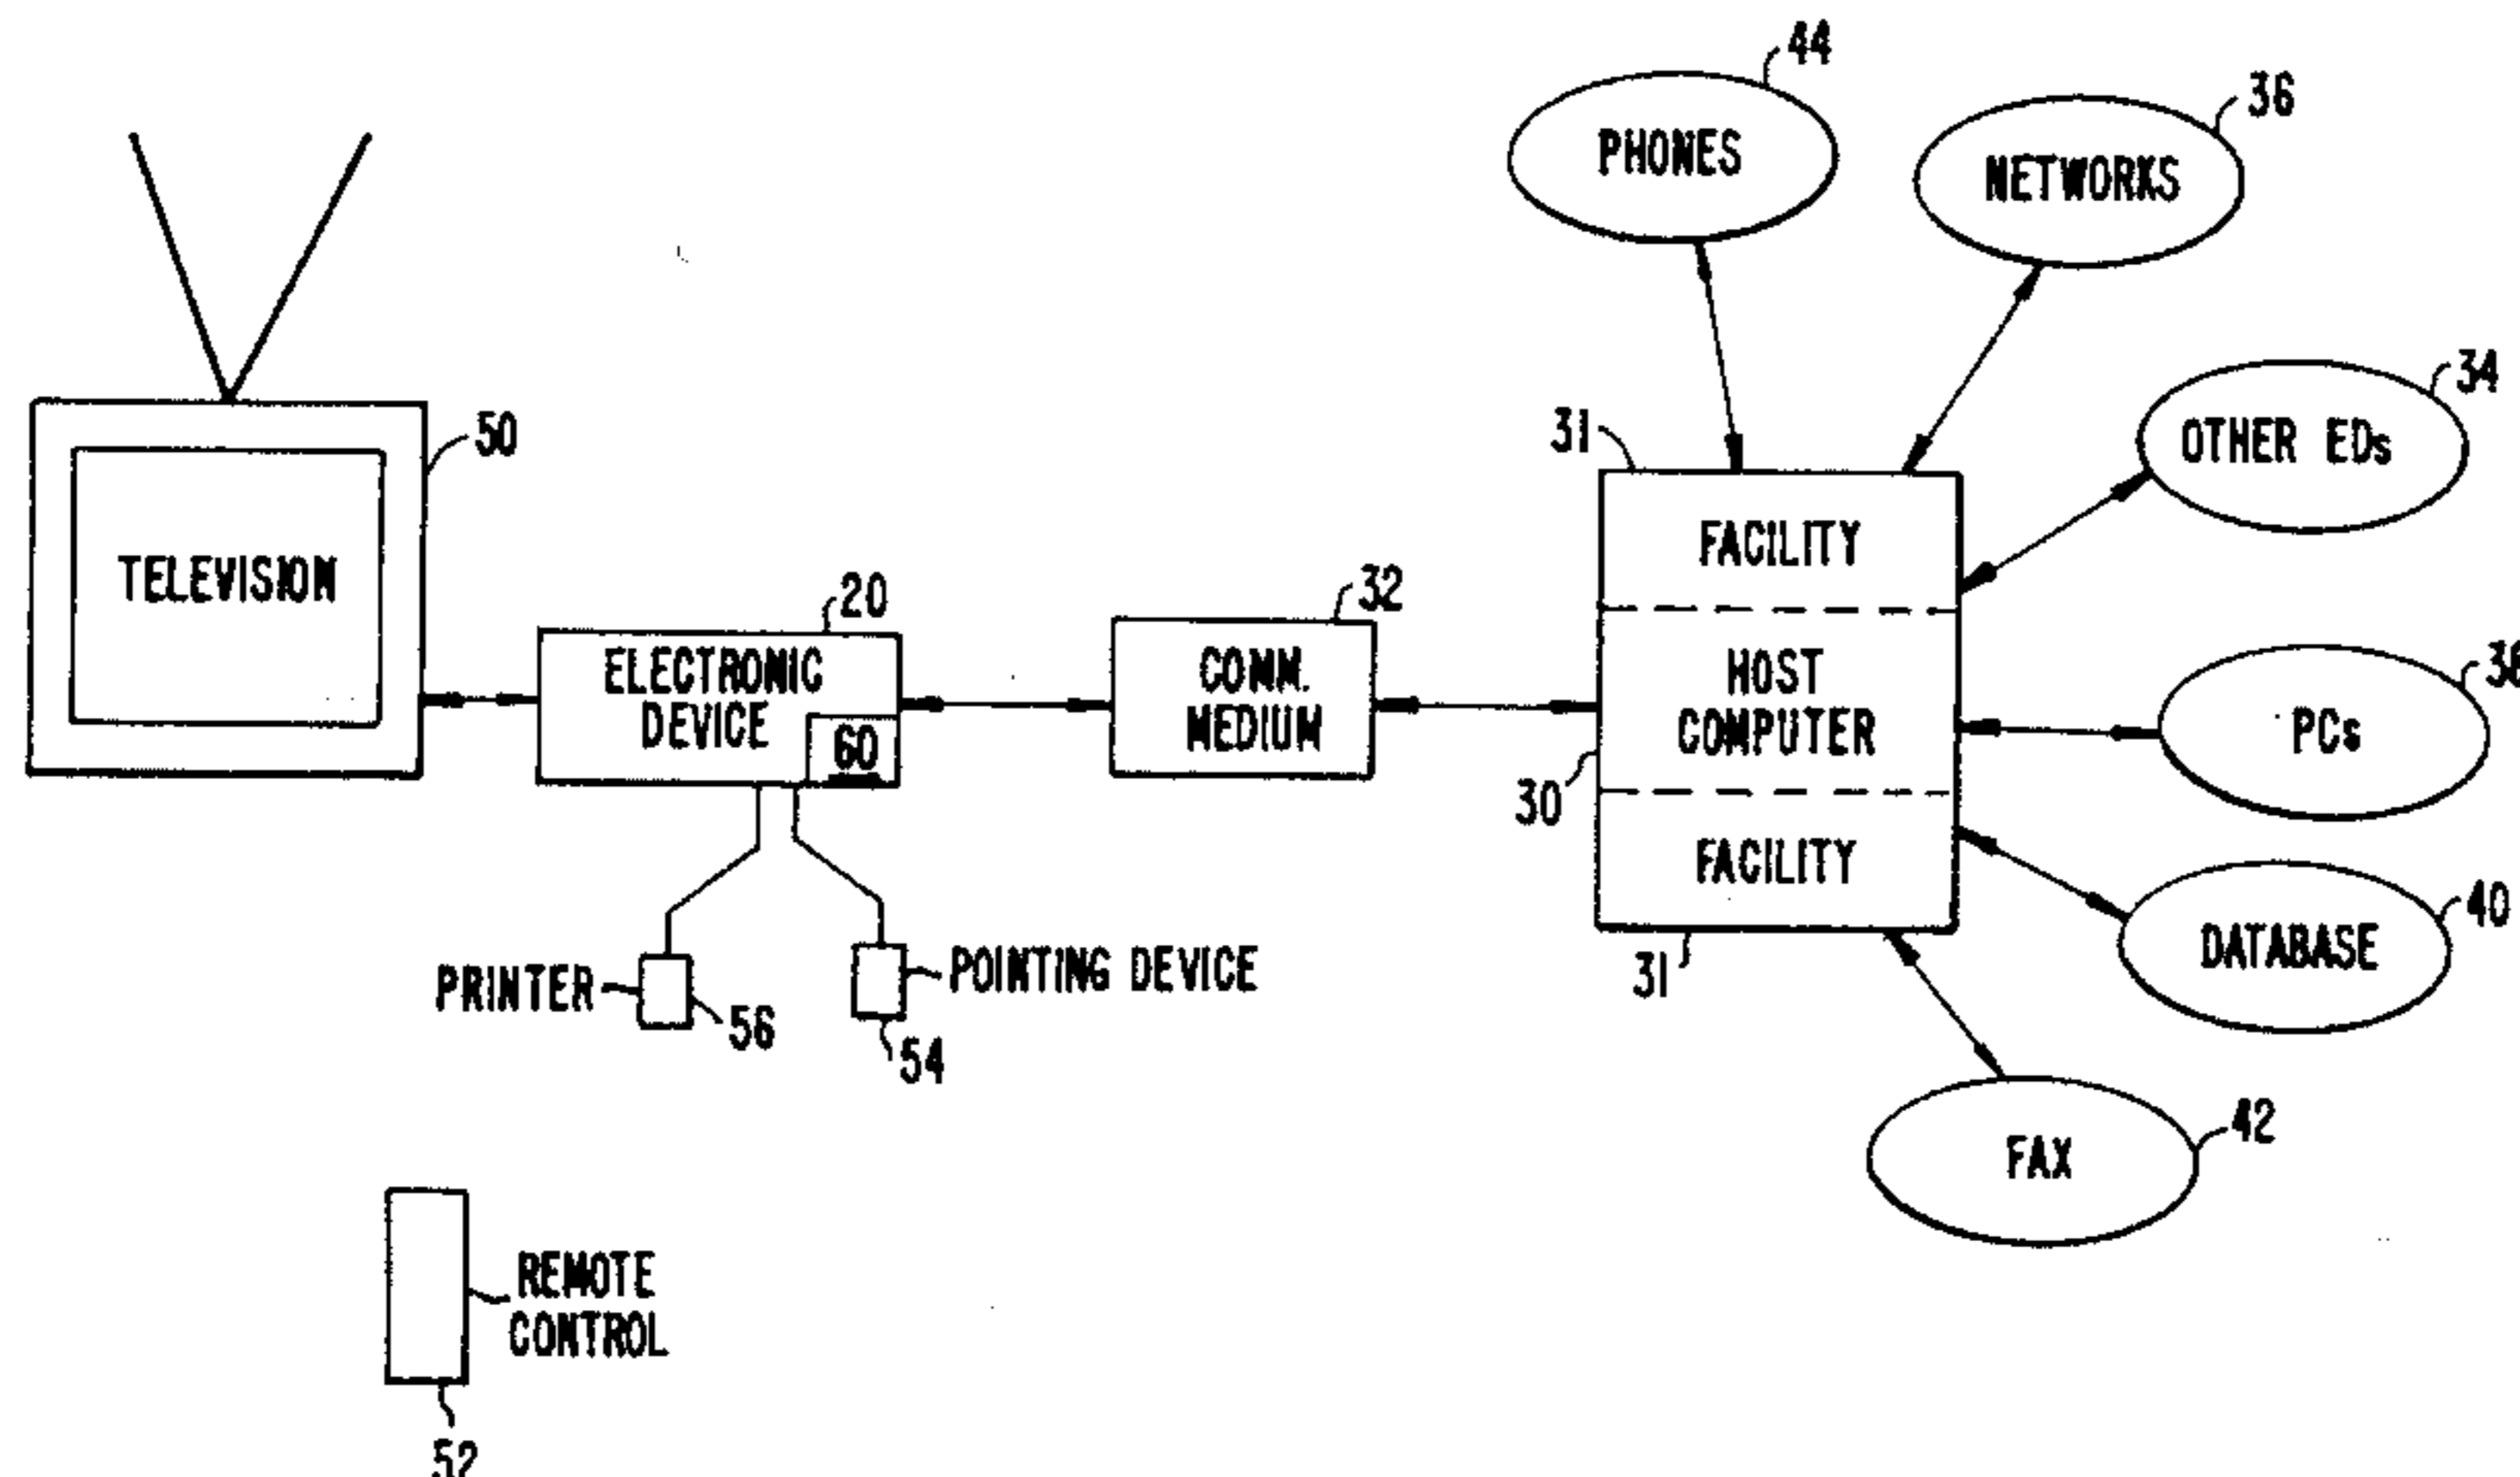 44
PHONES
36
NETWORKS
34
OTHER EDs
50
TELEVISION
31
FACILITY
20
ELECTRONIC
DEVICE
60
32
COMM.
MEDIUM
HOST
COMPUTER
30
PCs
FACILITY
31
40
DATABASE
PRINTER
56
POINTING DEVICE
54
42
FAX
REMOTE
CONTROL
52